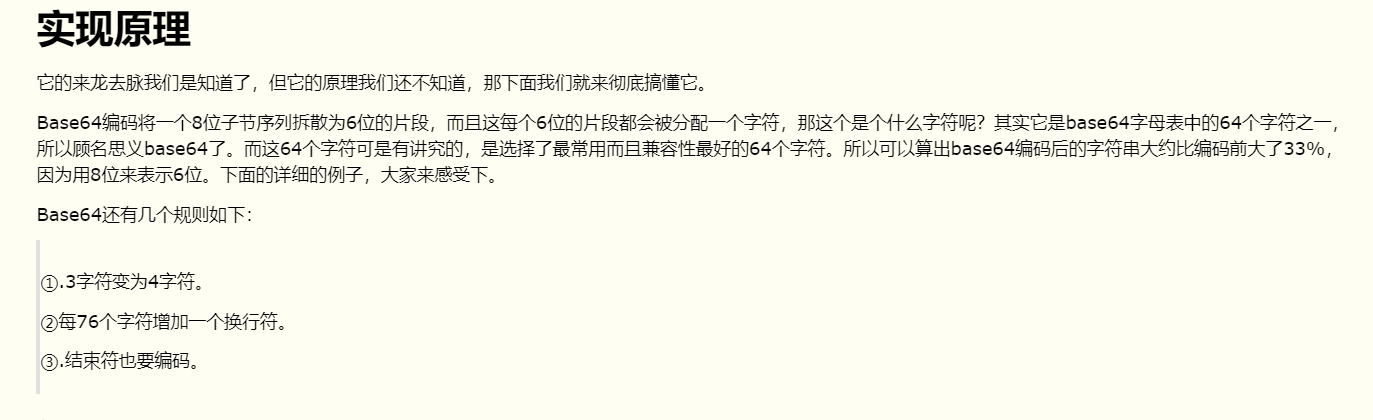 实现原理
它的来龙去脉我们是知道了，但它的原理我们还不知道，那下面我们就来彻底搞懂它。
Base64编码将一个8位子节序列拆散为6位的片段，而且这每个6位的片段都会被分配一个字符，那这个是个什么字符呢？其实它是base64字母表中的64个字符之一，
所以顾名思义base64了。而这64个字符可是有讲究的，是选择了最常用而且兼容性最好的64个字符。所以可以算出base64编码后的字符串大约比编码前大了33%，
因为用8位来表示6位。下面的详细的例子，大家来感受下。
Base64还有几个规则如下：
①.3字符变为4字符。
②每76个字符增加一个换行符。
③.结束符也要编码。